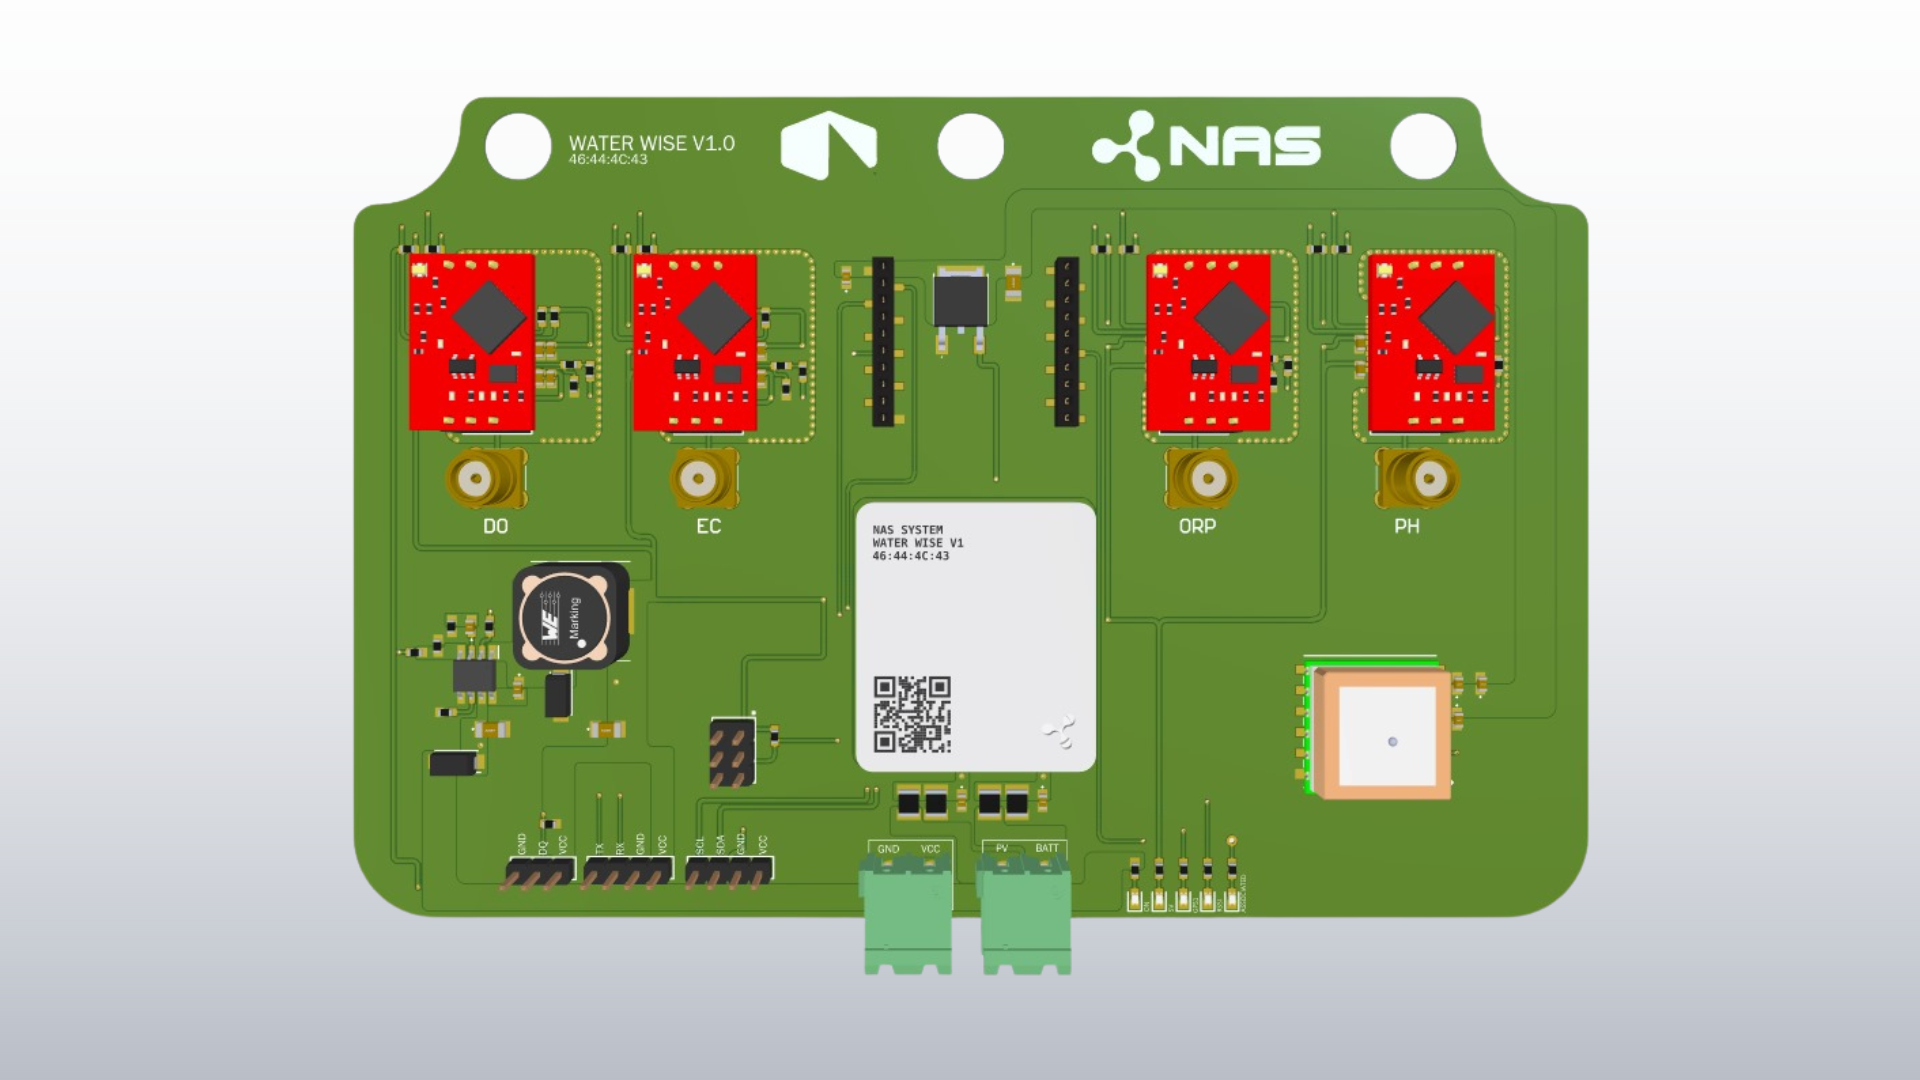 WATER WISE V1.0
46:44:4C:43
NAS
DO
EC
ORP
PH
NAS SYSTEM
WATER WISE V1
46:44:4C:43
WE
Marking
GND
DQ
VCC
TX
RX
GND
VCC
SCL
SDA
GND
VCC
GND
VCC
PV
BATT